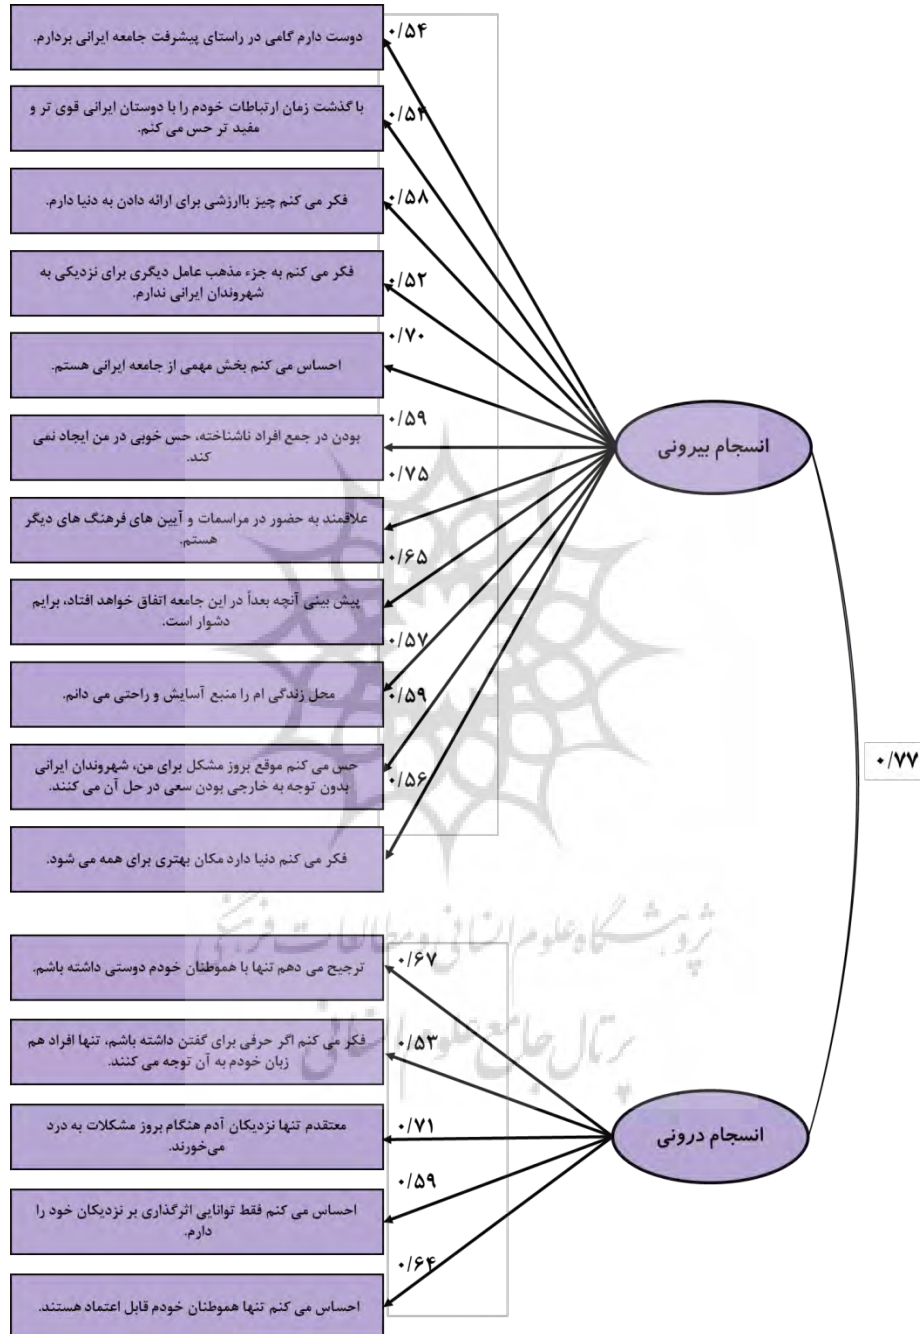 دوست دارم گامی در راستای پیشرفت جامعه ایرانی بردارم.
۰/۵۴
با گذشت زمان ارتباطات خودم را با دوستان ایرانی قوی تر و
مفید تر حس می کنم.
۰/۵۴
فکر می کنم چیز باارزشی برای ارائه دادن به دنیا دارم.
۰/۵۸
فکر می کنم به جزء مذهب عامل دیگری برای نزدیکی به
شهروندان ایرانی ندارم.
۰/۵۲
احساس می کنم بخش مهمی از جامعه ایرانی هستم.
۰/۷۰
بودن در جمع افراد ناشناخته، حس خوبی در من ایجاد نمی
کند.
۰/۵۹
علاقمند به حضور در مراسمات و آیین های فرهنگ های دیگر
هستم.
۰/۷۵
پیش بینی آنچه بعداً در این جامعه اتفاق خواهد افتاد، برایم
دشوار است.
۰/۶۵
محل زندگی ام را منبع آسایش و راحتی می دانم.
۰/۵۷
حس می کنم موقع بروز مشکل برای من، شهروندان ایرانی
بدون توجه به خارجی بودن سعی در حل آن می کنند.
۰/۵۹
فکر می کنم دنیا دارد مکان بهتری برای همه می شود.
۰/۵۶
انسجام بیرونی
۰/۷۷
پژوهشگاه علوم انسانی و مطالعات فرهنگی
پرتال جامع علوم انسانی
ترجیح می دهم تنها با هموطنان خودم دوستی داشته باشم.
۰/۶۷
فکر می کنم اگر حرفی برای گفتن داشته باشم، تنها افراد هم
زبان خودم به آن توجه می کنند.
۰/۵۳
معتقدم تنها نزدیکان آدم هنگام بروز مشکلات به درد
می‌خورند.
۰/۷۱
احساس می کنم فقط توانایی اثرگذاری بر نزدیکان خود را
دارم.
۰/۵۹
احساس می کنم تنها هموطنان خودم قابل اعتماد هستند.
۰/۶۴
انسجام درونی